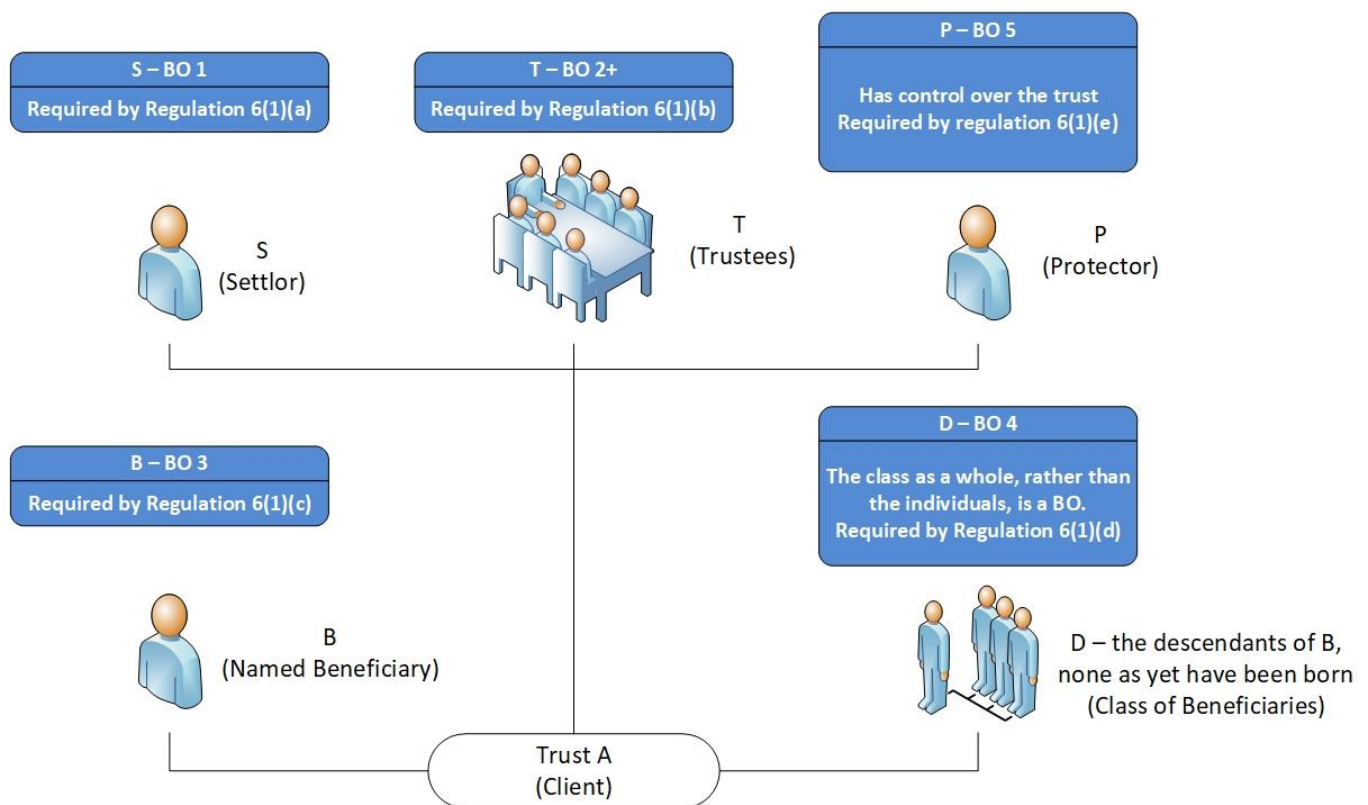 S – BO 1
Required by Regulation 6(1)(a)
T – BO 2+
Required by Regulation 6(1)(b)
P – BO 5
Has control over the trust
Required by regulation 6(1)(e)
S
(Settlor)
T
(Trustees)
P
(Protector)
B – BO 3
Required by Regulation 6(1)(c)
D – BO 4
The class as a whole, rather than
the individuals, is a BO.
Required by Regulation 6(1)(d)
B
(Named Beneficiary)
D – the descendants of B,
none as yet have been born
(Class of Beneficiaries)
Trust A
(Client)